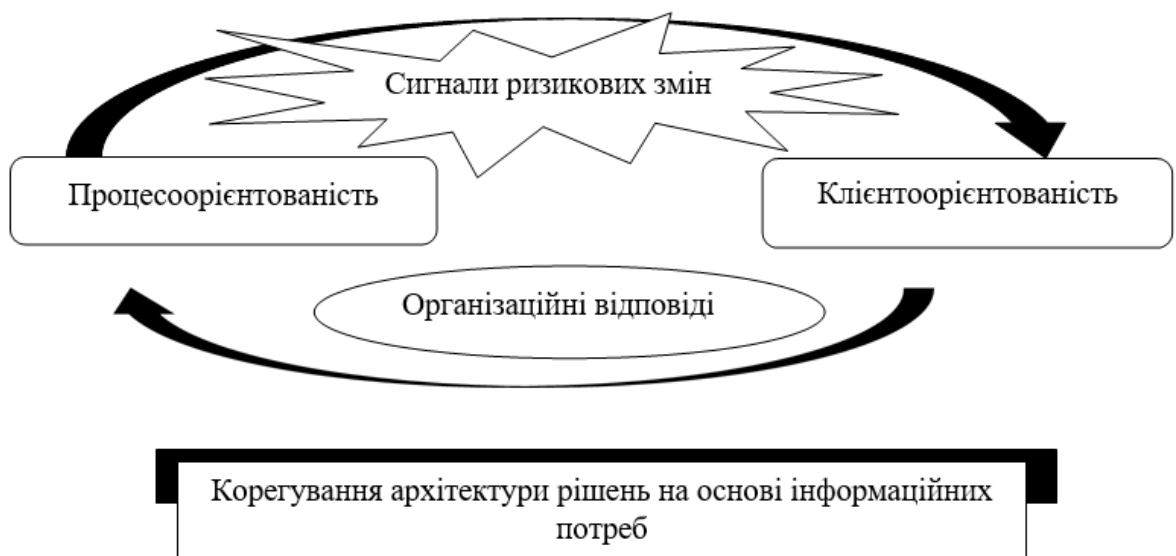 Сигнали ризикових змін
Процесоорієнтованість
Клієнтоорієнтованість
Організаційні відповіді
Корегування архітектури рішень на основі інформаційних
потреб